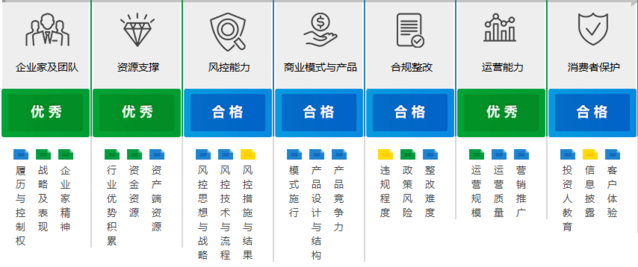 企业家及团队
资源支撑
风控能力
商业模式与产品
合规整改
运营能力
消费者保护
优秀
优秀
合格
合格
合格
优秀
合格
履历与控制权
战略及表现
企业家精神
行业优势积累
资金资源
资产端资源
风控思想与战略
风控技术与流程
风控措施与结果
模式施行
产品设计与结构
产品竞争力
违规程度
政策风险
整改难度
运营规模
运营质量
营销推广
投资人教育
信息披露
客户体验